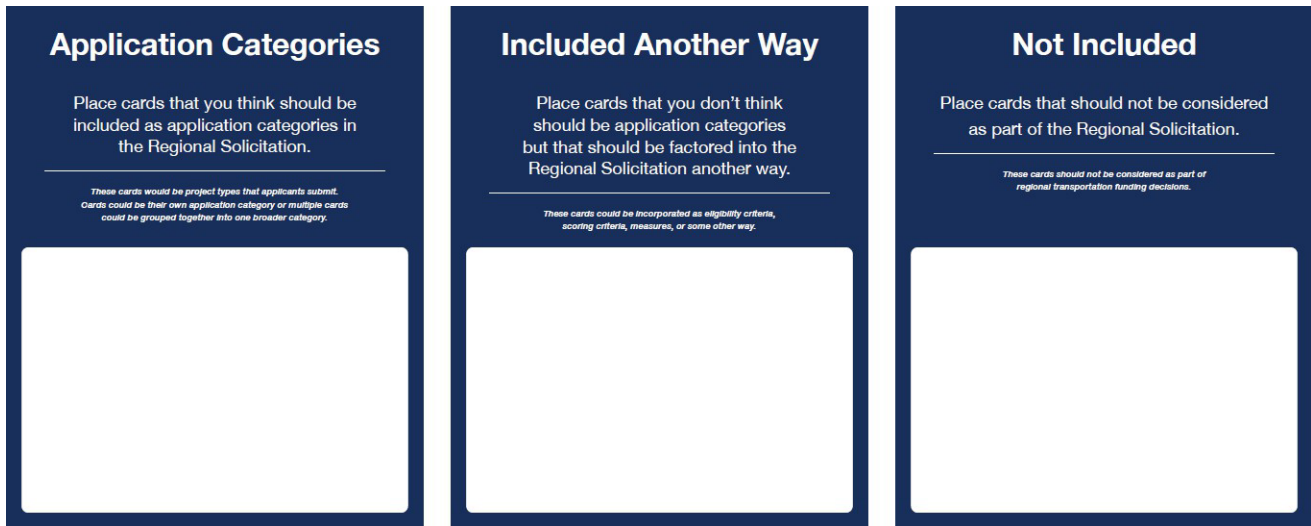 Application Categories
Place cards that you think should be
included as application categories in
the Regional Solicitation.
These cards would be project types that applicants submit.
Cards could be their own application category or multiple cards
could be grouped together into one broader category.
Included Another Way
Place cards that you don’t think
should be application categories
but that should be factored into the
Regional Solicitation another way.
These cards could be incorporated as eligibility criteria,
scoring criteria, measures, or some other way.
Not Included
Place cards that should not be considered
as part of the Regional Solicitation.
These cards should not be considered as part of
regional transportation funding decisions.